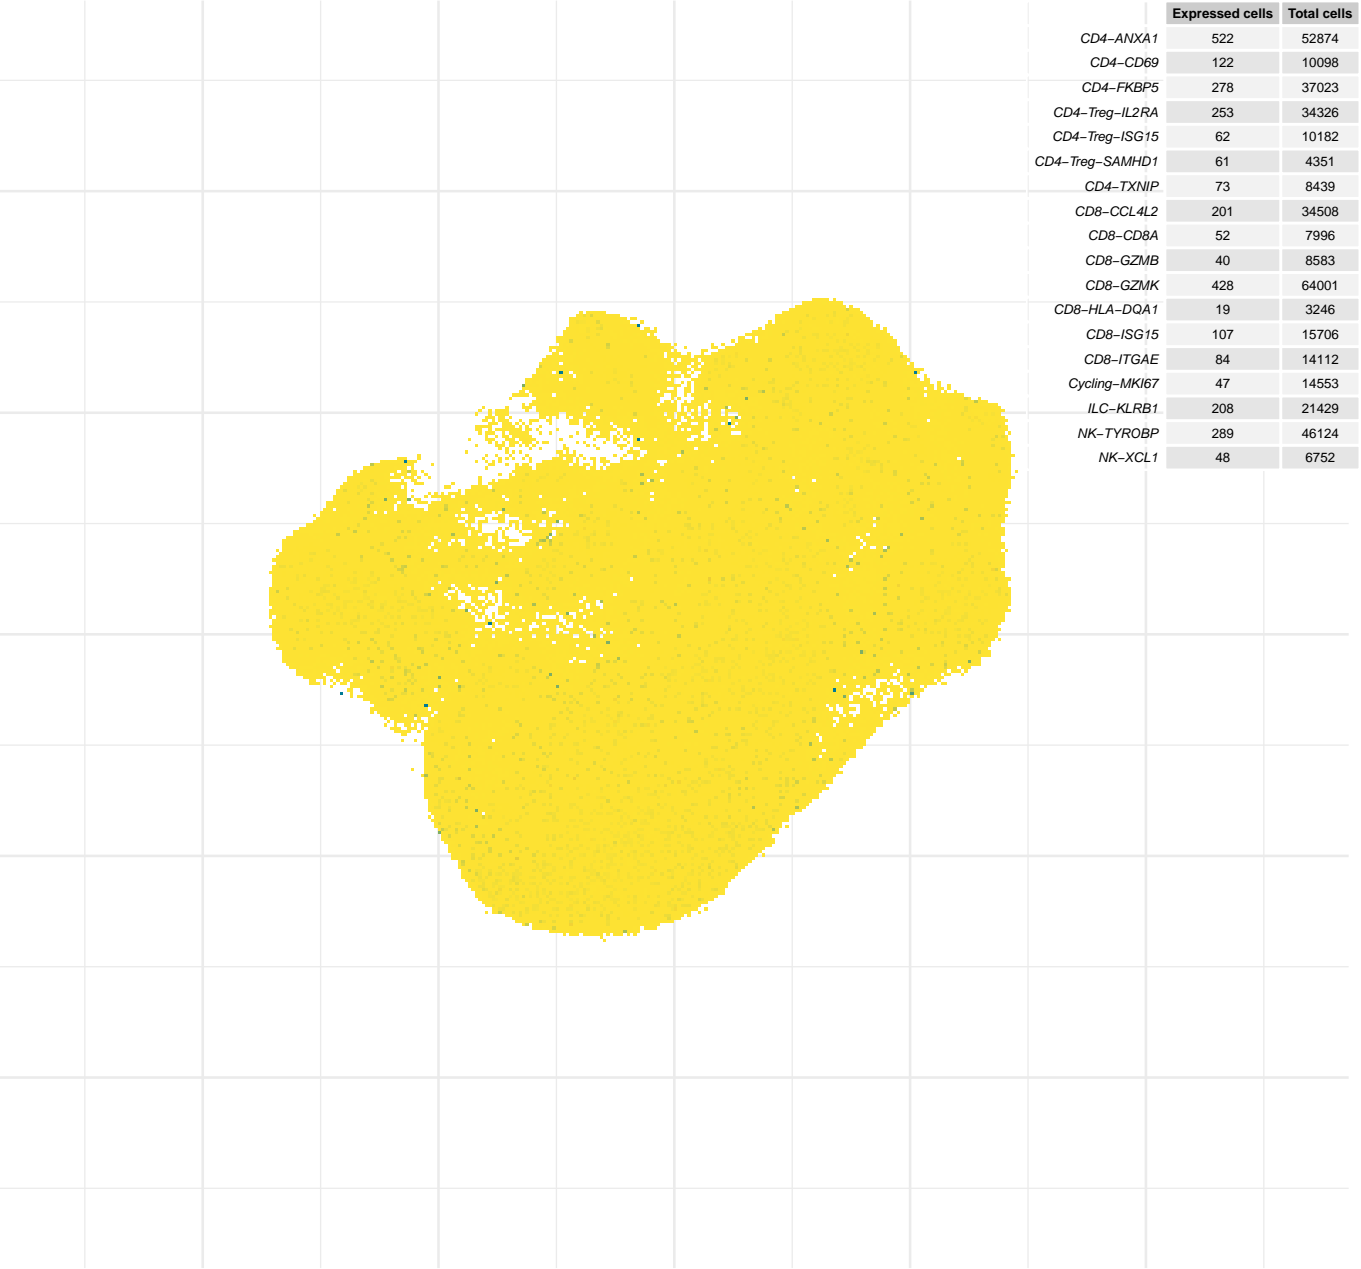 Expressed cells Total cells
CD4−ANXA1 522 52874
CD4−CD69 122 10098
CD4−FKBP5 278 37023
CD4−Treg−IL2RA 253 34326
CD4−Treg−ISG15 62 10182
CD4−Treg−SAMHD1 61 4351
CD4−TXNIP 73 8439
CD8−CCL4L2 201 34508
CD8−CD8A 52 7996
CD8−GZMB 40 8583
CD8−GZMK 428 64001
CD8−HLA−DQA1 19 3246
CD8−ISG15 107 15706
CD8−ITGAE 84 14112
Cycling−MKI67 47 14553
ILC−KLRB1 208 21429
NK−TYROBP 289 46124
NK−XCL1 48 6752